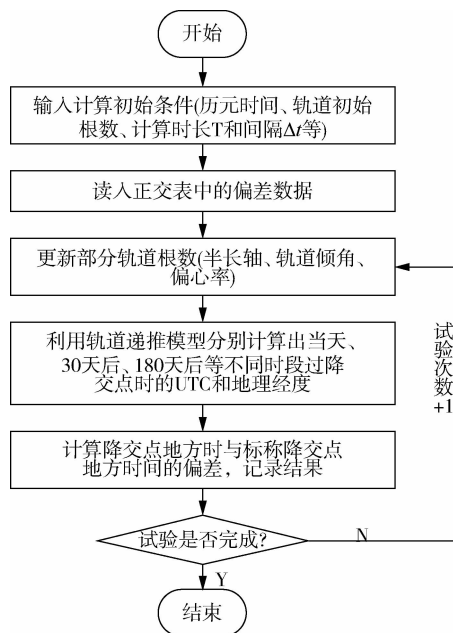 开始
输入计算初始条件(历元时间、轨道初始
根数、计算时长T和间隔Δt等)
读入正交表中的偏差数据
更新部分轨道根数(半长轴、轨道倾角、
偏心率)
利用轨道递推模型分别计算出当天、
30天后、180天后等不同时段过降
交点时的UTC和地理经度
计算降交点地方时与标称降交点
地方时间的偏差，记录结果
试验是否完成?
N
试验次数+1
Y
结束